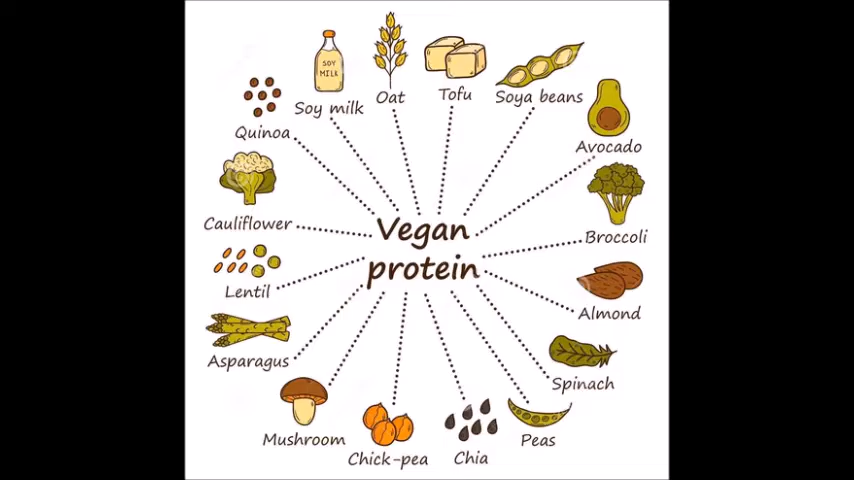 SOY
MILK
Oat
Tofu
Soya beans
Soy milk
Quinoa
Avocado
Cauliflower
Vegan
protein
Broccoli
Lentil
Almond
Asparagus
Spinach
Mushroom
Peas
Chick-pea
Chia